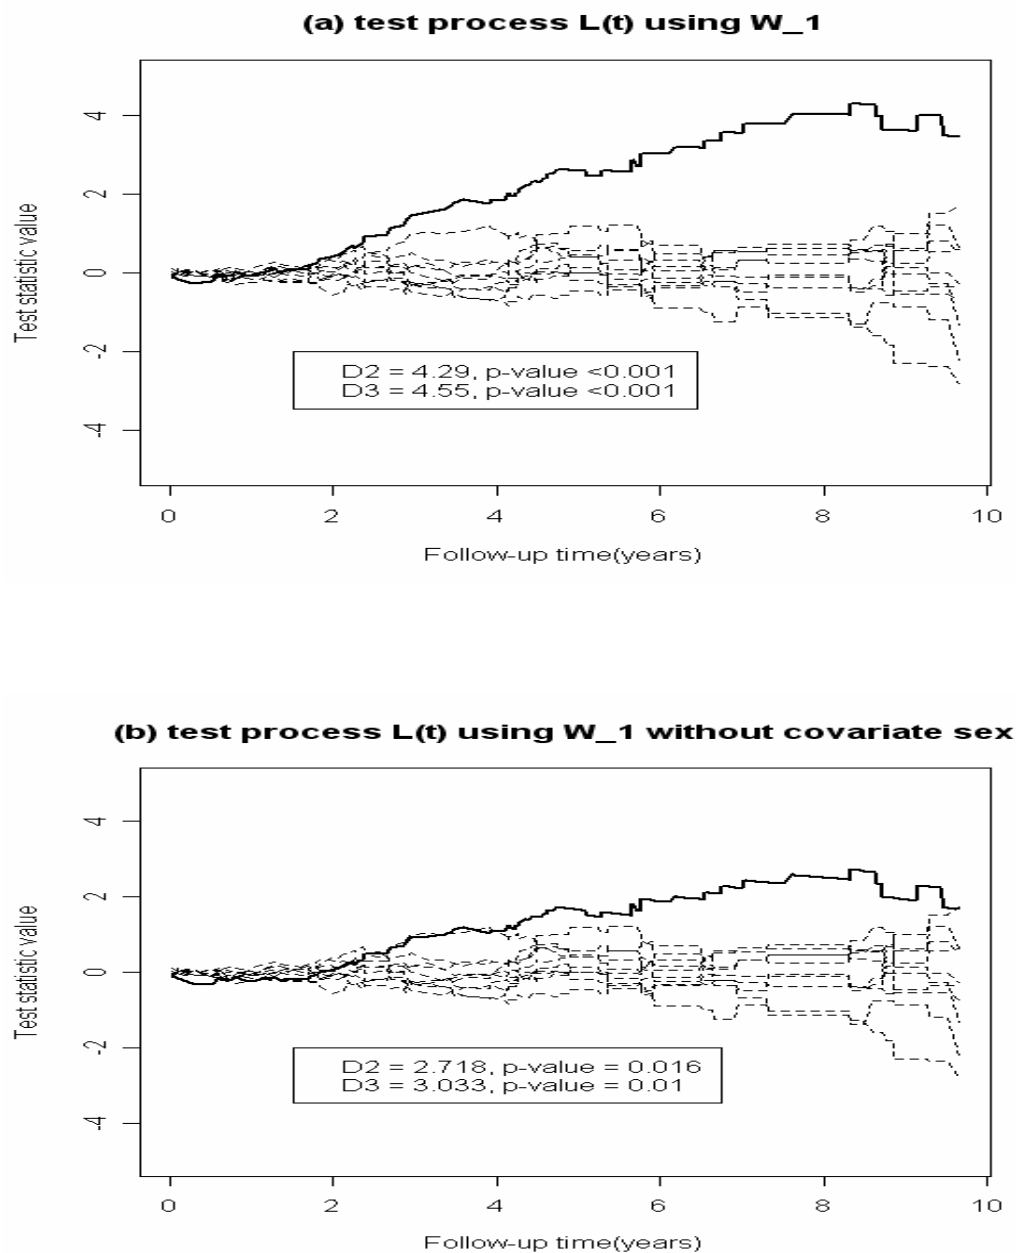 (a) test process L(t) using W_1
4
2
0
-2
-4
Test statistic value
D2 = 4.29, p-value <0.001
D3 = 4.55, p-value <0.001
0 2 4 6 8 10
Follow-up time(years)
(b) test process L(t) using W_1 without covariate sex
4
2
0
-2
-4
Test statistic value
D2 = 2.718, p-value = 0.016
D3 = 3.033, p-value = 0.01
0 2 4 6 8 10
Follow-up time(years)